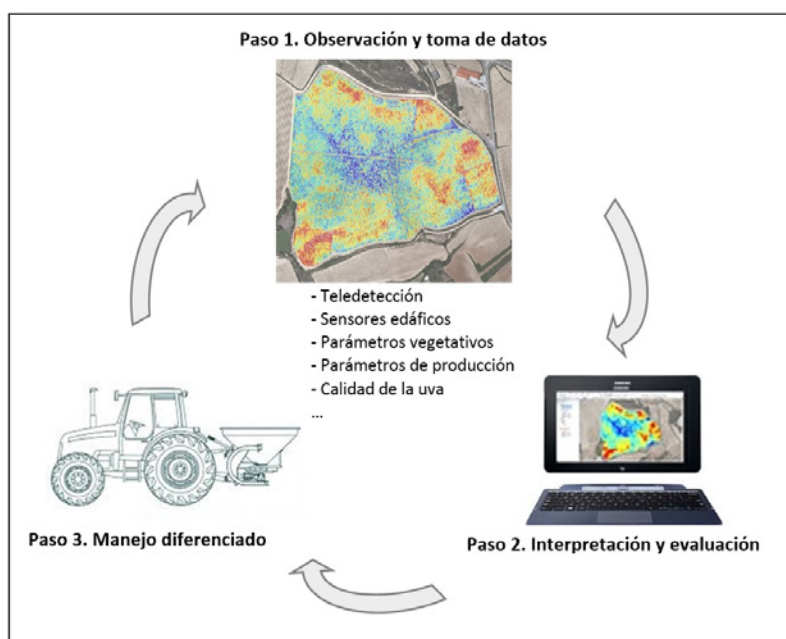 Paso 1. Observación y toma de datos
- Teledetección
- Sensores edáficos
- Parámetros vegetativos
- Parámetros de producción
- Calidad de la uva
...
Paso 2. Interpretación y evaluación
Paso 3. Manejo diferenciado